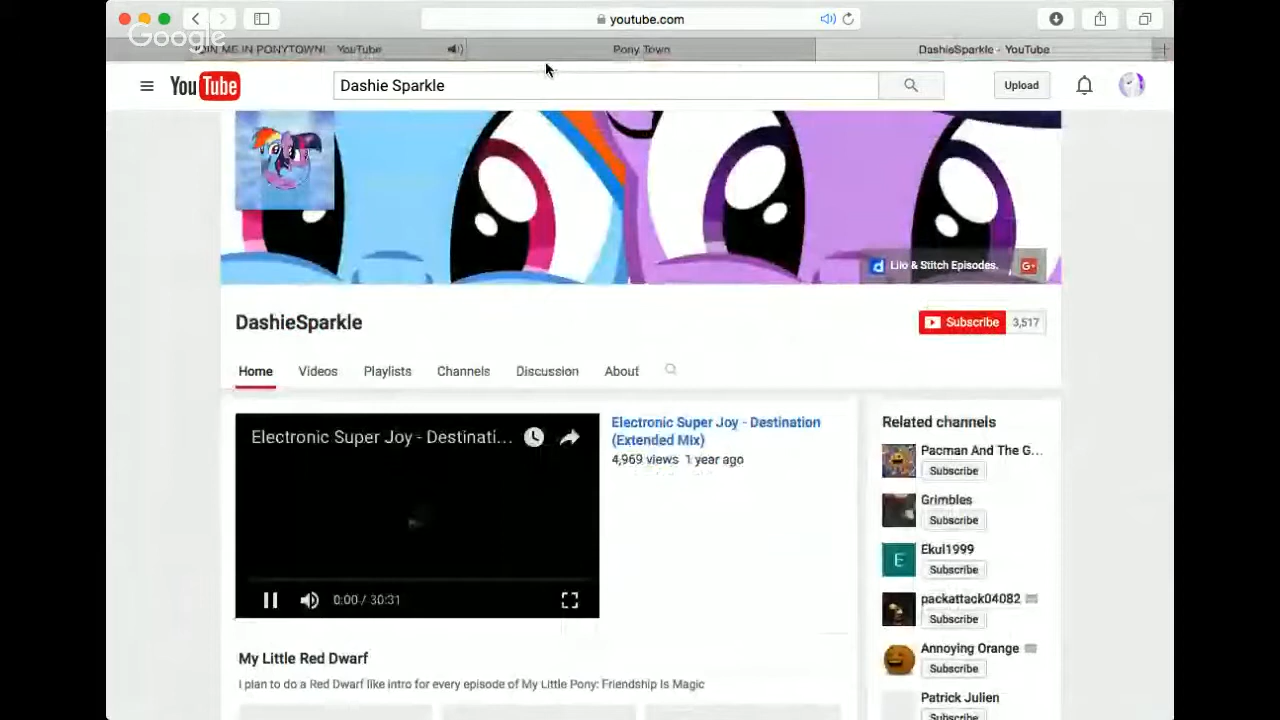 youtube.com
Google
JOIN ME IN PONYTOWN! YouTube
Pony Town
DashieSparkle - YouTube
YouTube
Dashie Sparkle
Upload
Lilo & Stitch Episodes.
G+
DashieSparkle
Subscribe 3,517
Home Videos Playlists Channels Discussion About
Electronic Super Joy - Destinati...
0:00 / 30:31
Electronic Super Joy - Destination
(Extended Mix)
4,969 views 1 year ago
My Little Red Dwarf
I plan to do a Red Dwarf like intro for every episode of My Little Pony: Friendship Is Magic
Related channels
Pacman And The G...
Subscribe
Grimbles
Subscribe
E
Ekul1999
Subscribe
packattack04082
Subscribe
Annoying Orange
Subscribe
Patrick Julien
Subscribe